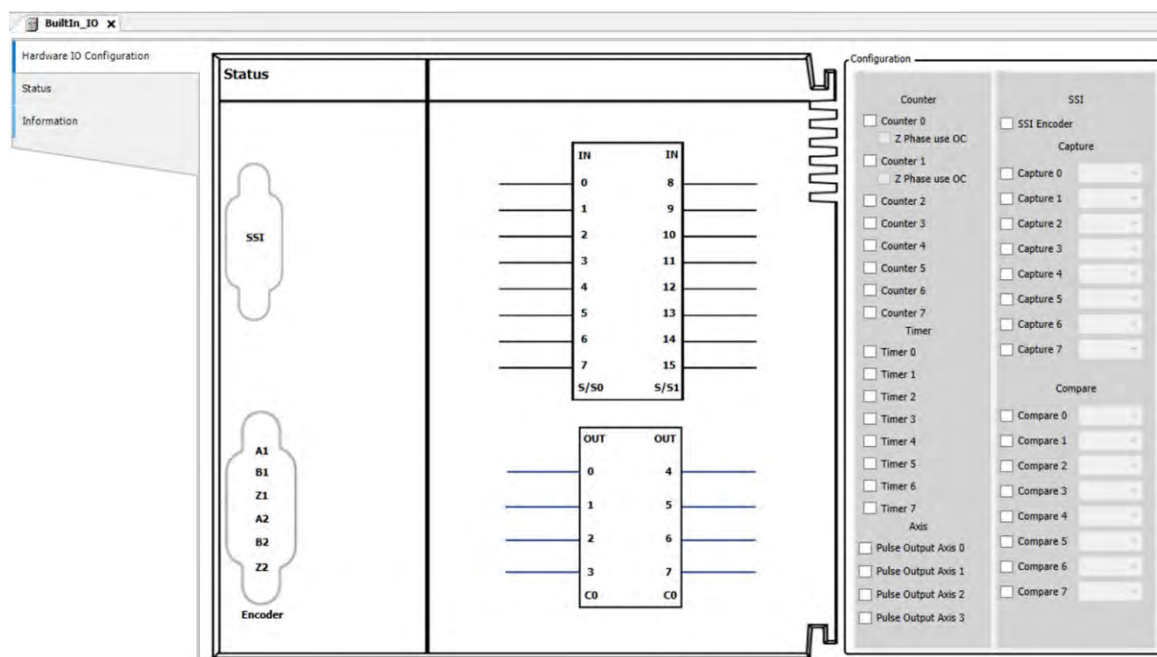 BuiltIn_IO X
Hardware IO Configuration
Status
Information
Status
SSI
A1
B1
Z1
A2
B2
Z2
Encoder
IN IN
0 8
1 9
2 10
3 11
4 12
5 13
6 14
7 15
S/S0 S/S1
OUT OUT
0 4
1 5
2 6
3 7
C0 C0
Configuration
Counter
Counter 0
Z Phase use OC
Counter 1
Z Phase use OC
Counter 2
Counter 3
Counter 4
Counter 5
Counter 6
Counter 7
Timer
Timer 0
Timer 1
Timer 2
Timer 3
Timer 4
Timer 5
Timer 6
Timer 7
Axis
Pulse Output Axis 0
Pulse Output Axis 1
Pulse Output Axis 2
Pulse Output Axis 3
SSI
SSI Encoder
Capture
Capture 0
Capture 1
Capture 2
Capture 3
Capture 4
Capture 5
Capture 6
Capture 7
Compare
Compare 0
Compare 1
Compare 2
Compare 3
Compare 4
Compare 5
Compare 6
Compare 7